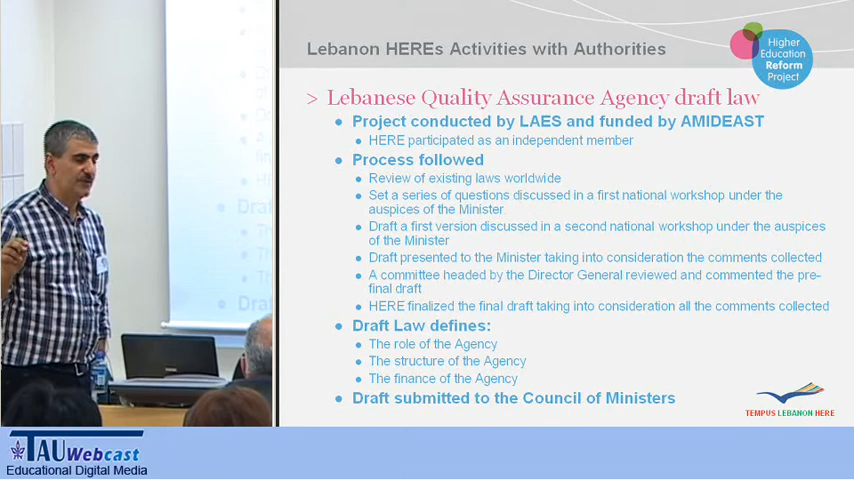 Lebanon HEREs Activities with Authorities
Higher
Education
Reform
Project
> Lebanese Quality Assurance Agency draft law
• Project conducted by LAES and funded by AMIDEAST
• HERE participated as an independent member
• Process followed
• Review of existing laws worldwide
• Set a series of questions discussed in a first national workshop under the
auspices of the Minister
• Draft a first version discussed in a second national workshop under the auspices
of the Minister
• Draft presented to the Minister taking into consideration the comments collected
• A committee headed by the Director General reviewed and commented the pre-
final draft
• HERE finalized the final draft taking into consideration all the comments collected
• Draft Law defines:
• The role of the Agency
• The structure of the Agency
• The finance of the Agency
• Draft submitted to the Council of Ministers
TEMPUS LEBANON HERE
TAU Webcast
Educational Digital Media